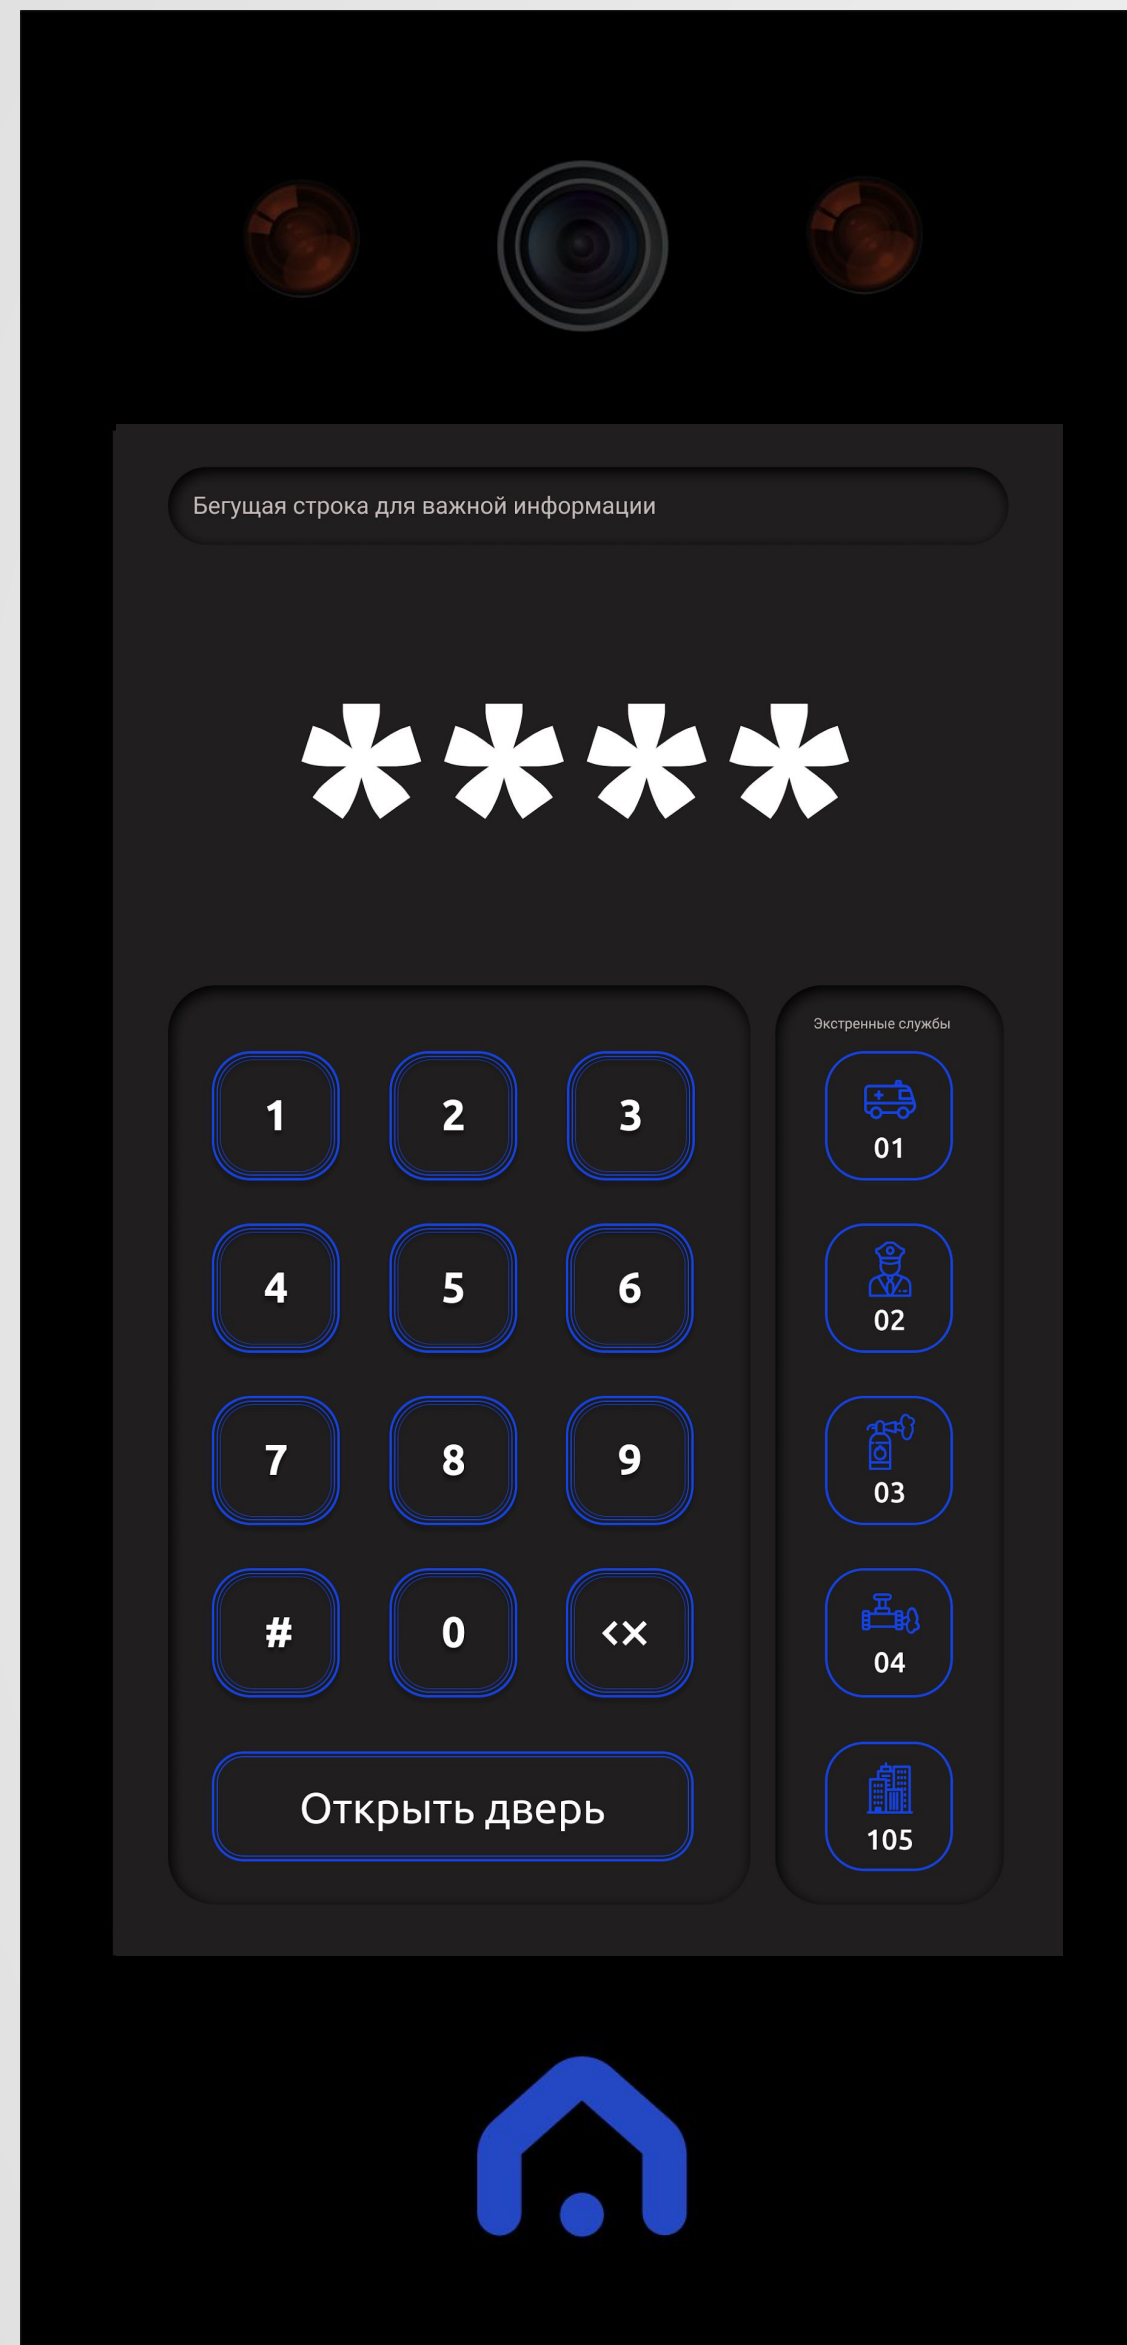 Бегущая строка для важной информации
****
Экстренные службы
1 2 3
01
4 5 6
02
7 8 9
03
# 0 <×
04
Открыть дверь
105